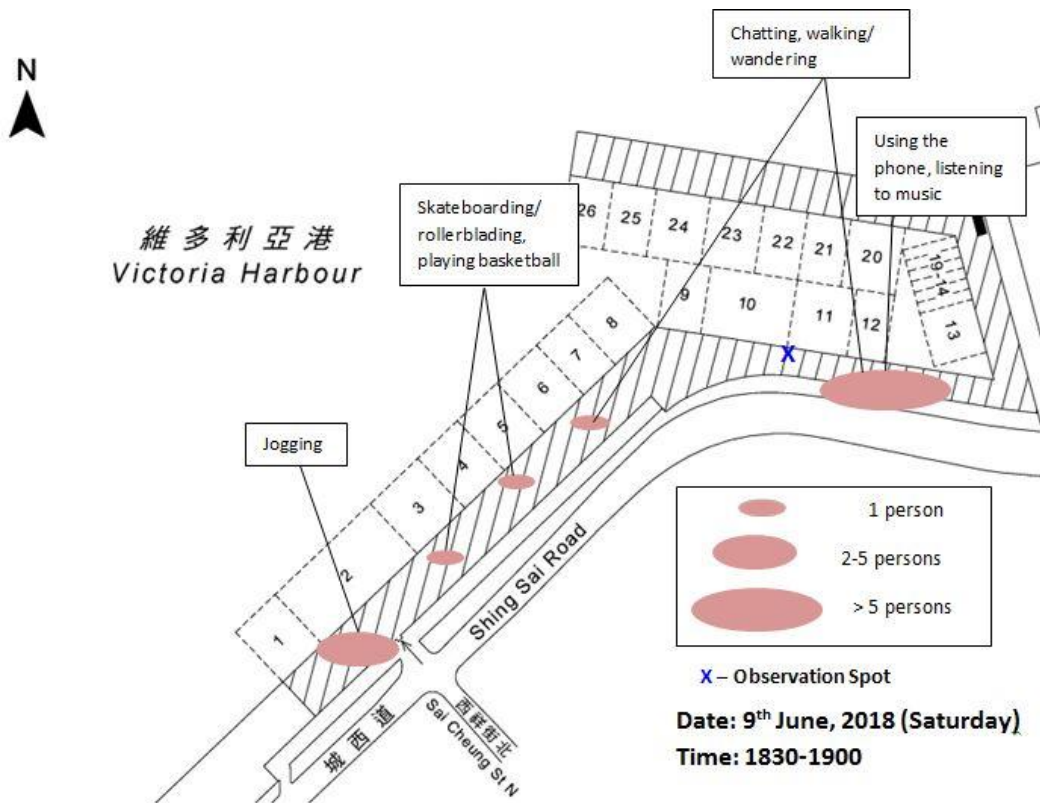 Chatting, walking/
wandering
N
Using the
phone, listening
to music
Skateboarding/
rollerblading,
playing basketball
維多利亞港
Victoria Harbour
26
25
24
23
22
21
20
19-14
13
9
10
11
12
X
8
7
6
5
4
3
2
1
Jogging
Shing Sai Road
城西道
西祥街北
Sai Cheung St N
1 person
2-5 persons
> 5 persons
X – Observation Spot
Date: 9th June, 2018 (Saturday)
Time: 1830-1900